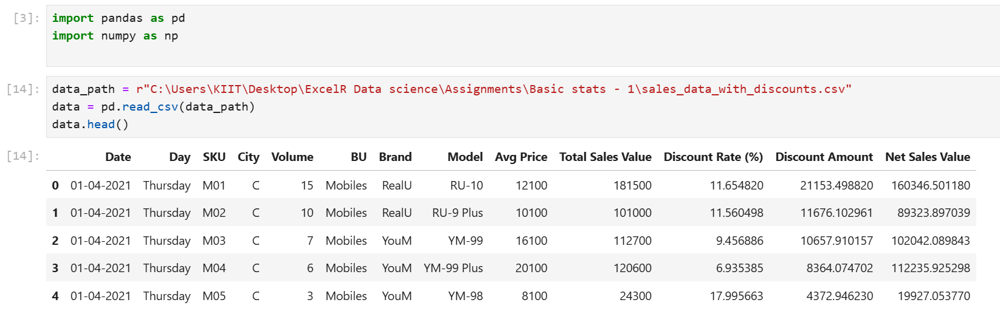 [3]: import pandas as pd
import numpy as np
[14]: data_path = r"C:\Users\KIIT\Desktop\ExcelR Data science\Assignments\Basic stats - 1\sales_data_with_discounts.csv"
data = pd.read_csv(data_path)
data.head()
[14]: Date Day SKU City Volume BU Brand Model Avg Price Total Sales Value Discount Rate (%) Discount Amount Net Sales Value
0 01-04-2021 Thursday M01 C 15 Mobiles RealU RU-10 12100 181500 11.654820 21153.498820 160346.501180
1 01-04-2021 Thursday M02 C 10 Mobiles RealU RU-9 Plus 10100 101000 11.560498 11676.102961 89323.897039
2 01-04-2021 Thursday M03 C 7 Mobiles YouM YM-99 16100 112700 9.456886 10657.910157 102042.089843
3 01-04-2021 Thursday M04 C 6 Mobiles YouM YM-99 Plus 20100 120600 6.935385 8364.074702 112235.925298
4 01-04-2021 Thursday M05 C 3 Mobiles YouM YM-98 8100 24300 17.995663 4372.946230 19927.053770